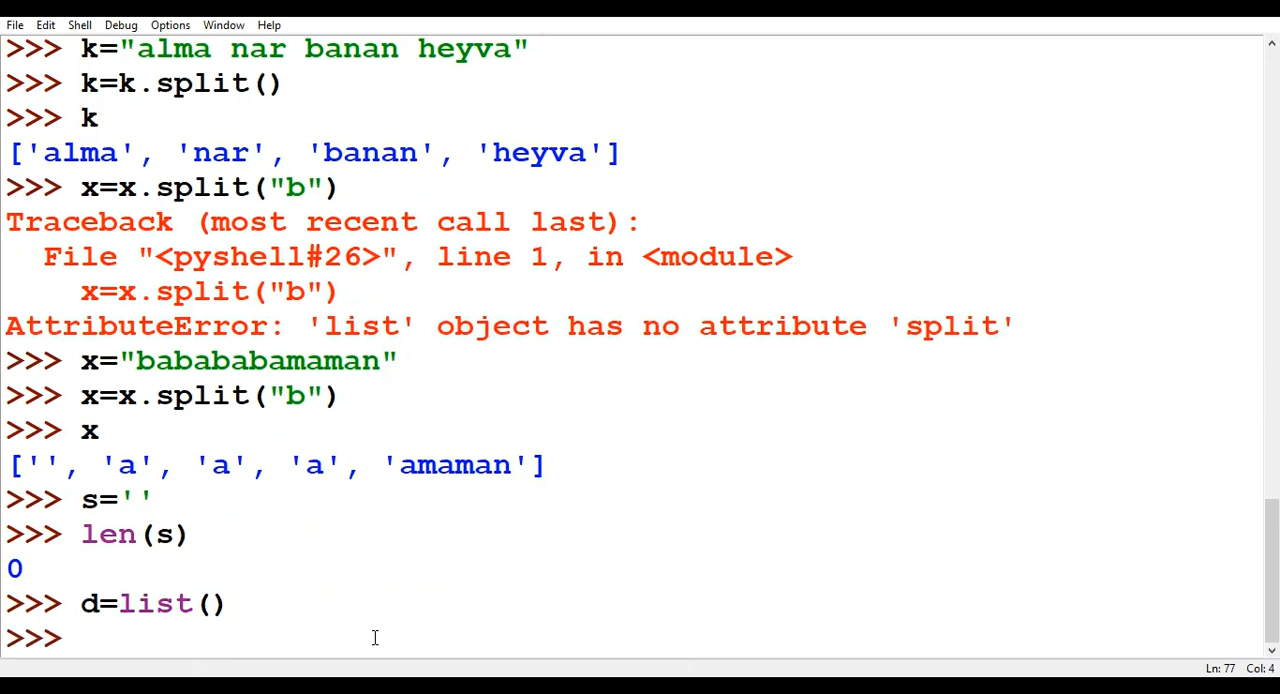 File Edit Shell Debug Options Window Help
>>> k="alma nar banan heyva"
>>> k=k.split()
>>> k
['alma', 'nar', 'banan', 'heyva']
>>> x=x.split("b")
Traceback (most recent call last):
  File "<pyshell#26>", line 1, in <module>
    x=x.split("b")
AttributeError: 'list' object has no attribute 'split'
>>> x="babababamaman"
>>> x=x.split("b")
>>> x
['', 'a', 'a', 'a', 'amaman']
>>> s=''
>>> len(s)
0
>>> d=list()
>>>
Ln: 77 Col: 4